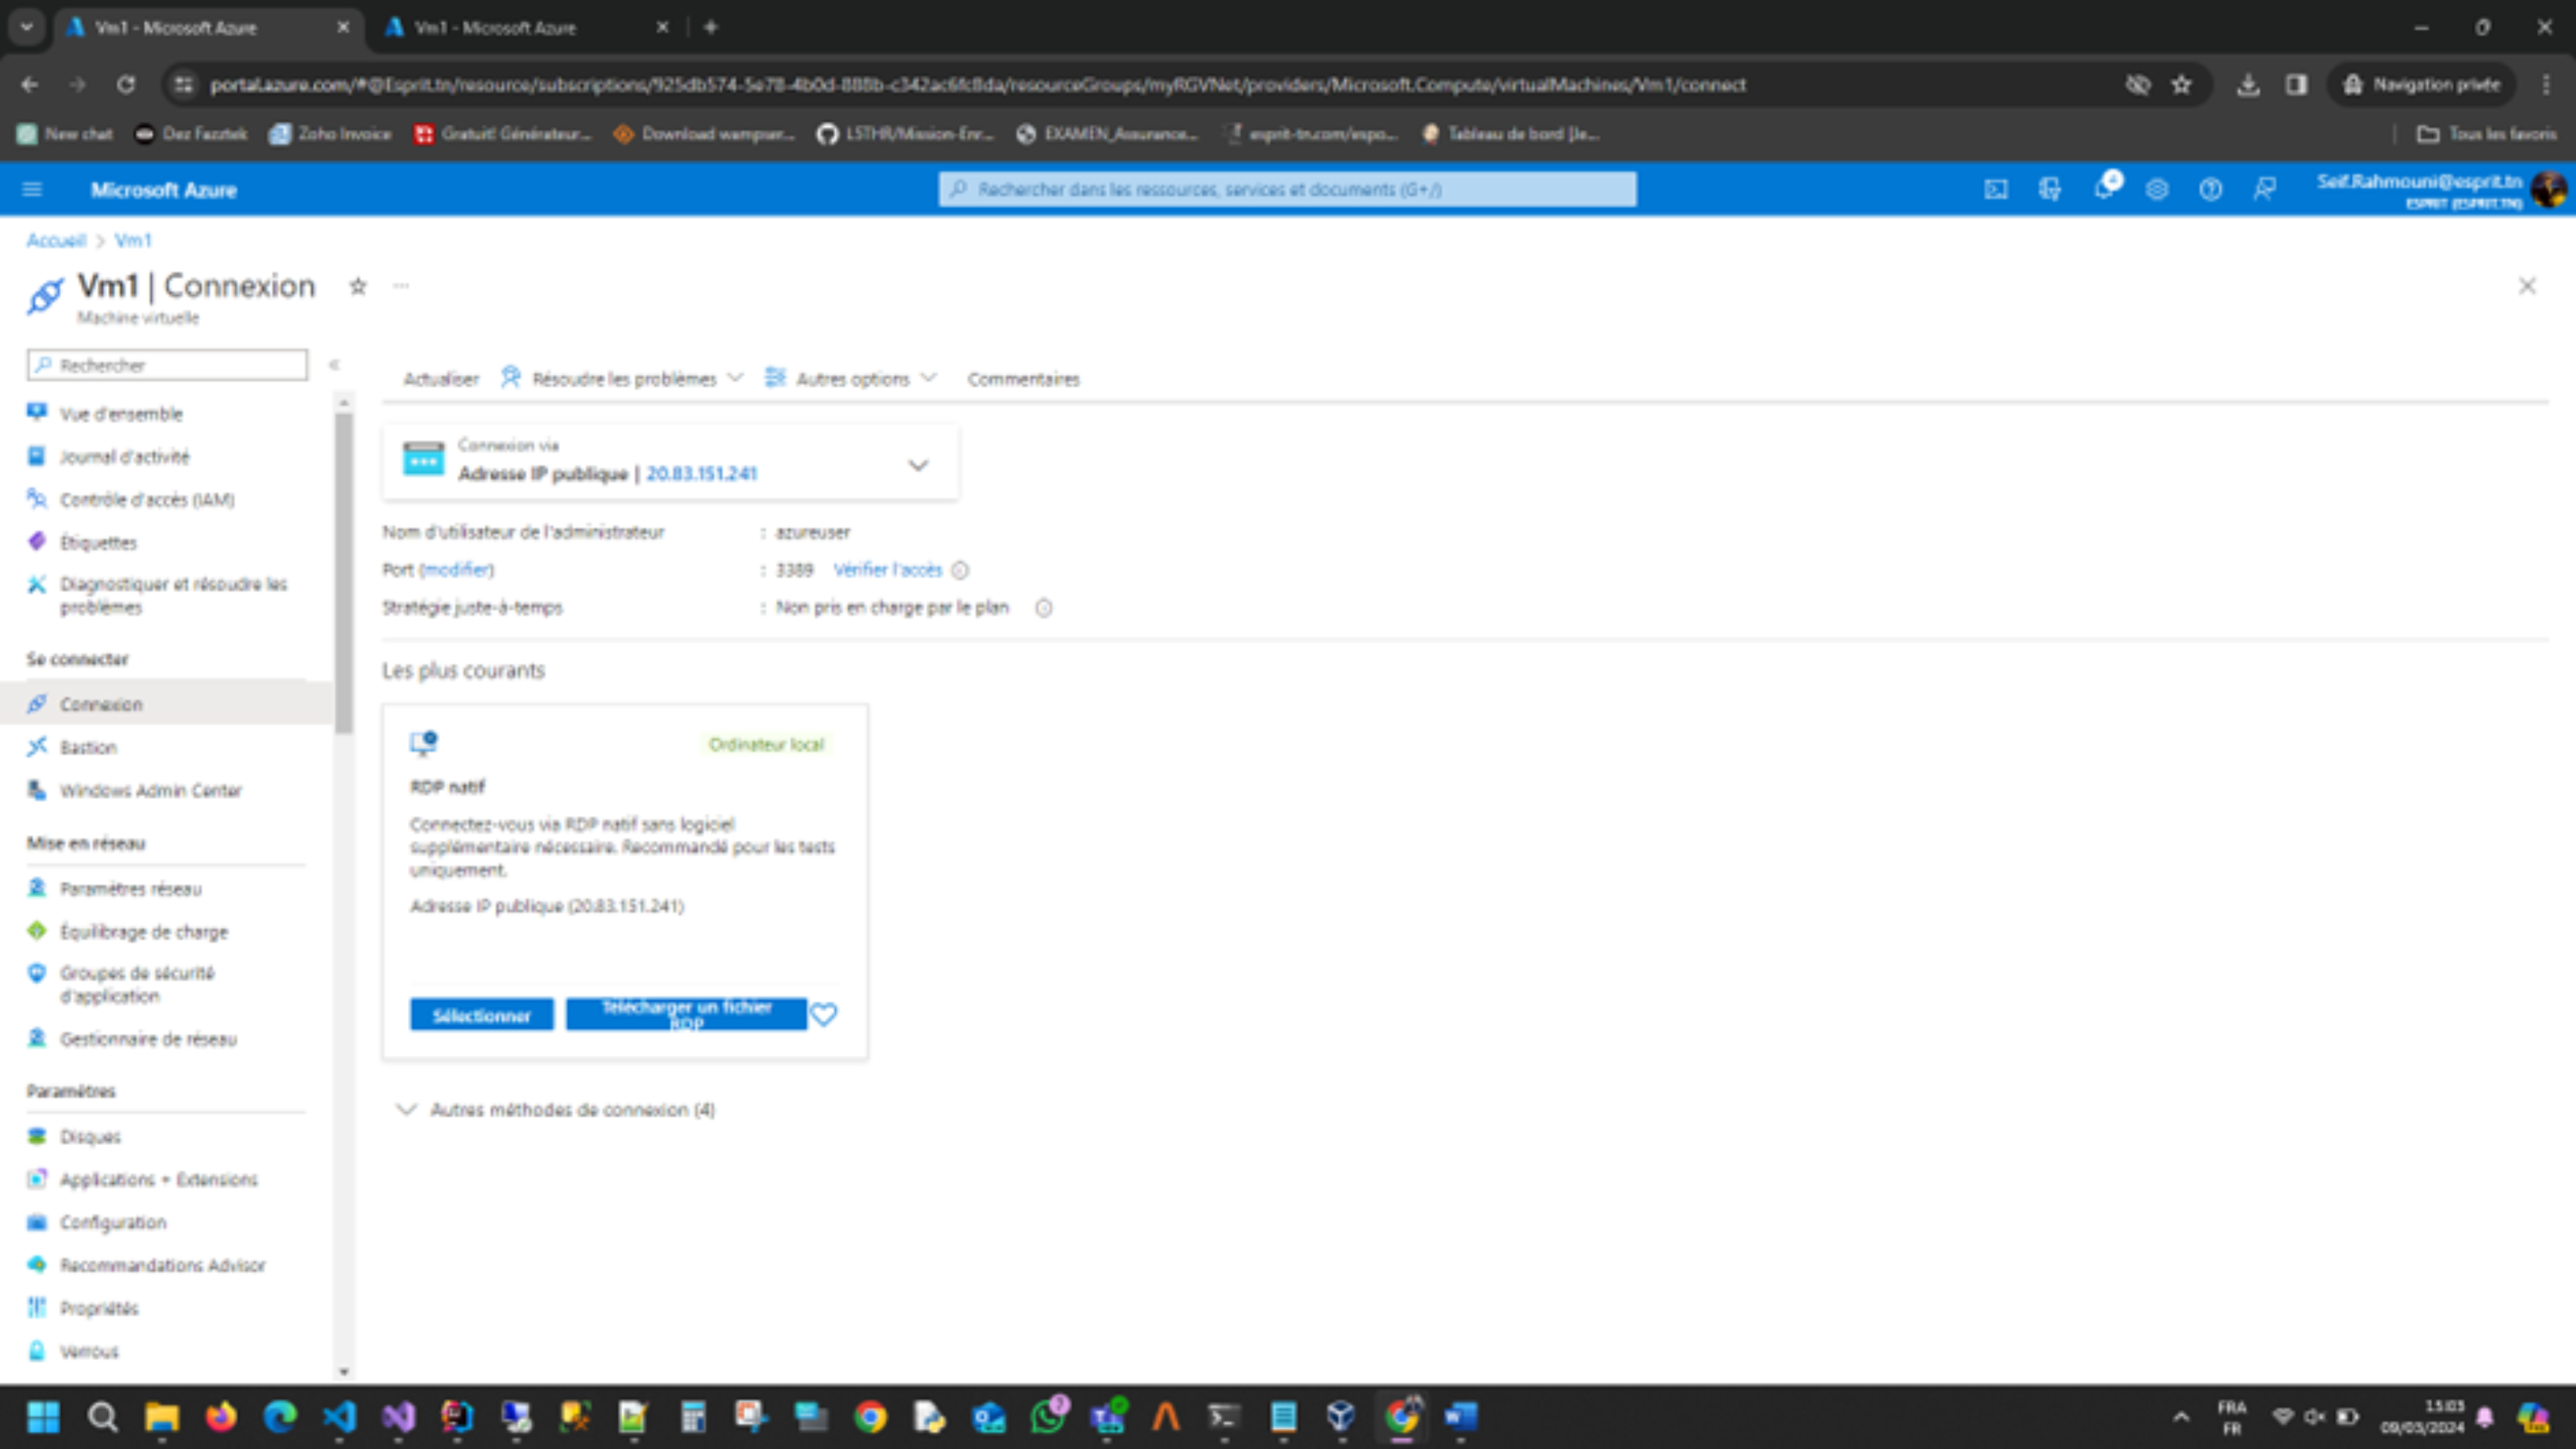 Vm1 - Microsoft Azure
Vm1 - Microsoft Azure
portal.azure.com/#@Esprit.tn/resource/subscriptions/925db574-5e78-4b0d-888b-c342ac6fc8da/resourceGroups/myRGVNet/providers/Microsoft.Compute/virtualMachines/Vm1/connect
Navigation privée
New chat
Dez Fazztek
Zoho Invoice
Gratuit! Générateur...
Download wampser...
EXAMEN_Assurance...
esprit-tn.com/espo...
Tableau de bord
Tous les favoris
Microsoft Azure
Rechercher dans les ressources, services et documents (G+/)
Seif.Rahmouni@esprit.tn
ESPRIT (ESPRIT.TN)
Accueil > Vm1
Vm1 | Connexion
Machine virtuelle
Rechercher
Actualiser
Résoudre les problèmes
Autres options
Commentaires
Vue d'ensemble
Journal d'activité
Contrôle d'accès (IAM)
Étiquettes
Diagnostiquer et résoudre les
problèmes
Se connecter
Connexion
Bastion
Windows Admin Center
Mise en réseau
Paramètres réseau
Équilibrage de charge
Groupes de sécurité
d'application
Gestionnaire de réseau
Paramètres
Disques
Applications + Extensions
Configuration
Recommandations Advisor
Propriétés
Verrous
Connexion via
Adresse IP publique | 20.83.151.241
Nom d'utilisateur de l'administrateur : azureuser
Port (modifier) : 3389 Vérifier l'accès
Stratégie juste-à-temps : Non pris en charge par le plan
Les plus courants
Ordinateur local
RDP natif
Connectez-vous via RDP natif sans logiciel
supplémentaire nécessaire. Recommandé pour les tests
uniquement.
Adresse IP publique (20.83.151.241)
Sélectionner
Télécharger un fichier
RDP
Autres méthodes de connexion (4)
FRA
FR
15:03
09/03/2024